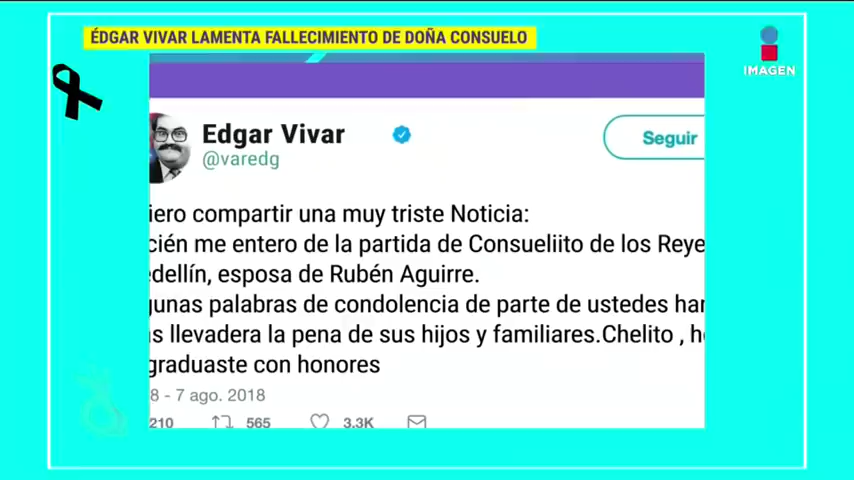 ÉDGAR VIVAR LAMENTA FALLECIMIENTO DE DOÑA CONSUELO
IMAGEN
Edgar Vivar
@varedg
Seguir
iero compartir una muy triste Noticia:
cién me entero de la partida de Consueliito de los Reye
edellín, esposa de Rubén Aguirre.
gunas palabras de condolencia de parte de ustedes har
as llevadera la pena de sus hijos y familiares.Chelito , h
graduaste con honores
8 - 7 ago. 2018
210 565 3.3K